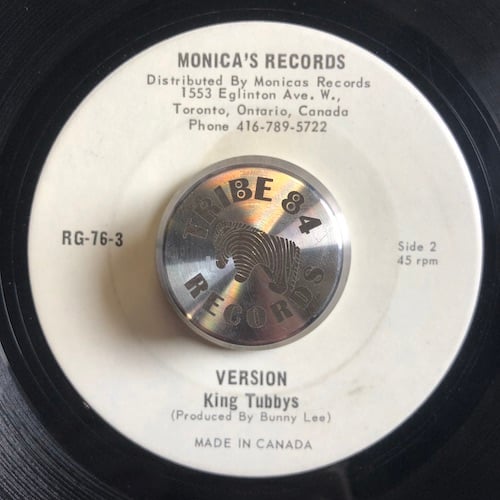 MONICA'S RECORDS
Distributed By Monicas Records
1553 Eglinton Ave. W.,
Toronto, Ontario, Canada
Phone 416-789-5722
TRIBE 84
RECORDS
RG-76-3
Side 2
45 rpm
VERSION
King Tubbys
(Produced By Bunny Lee)
MADE IN CANADA